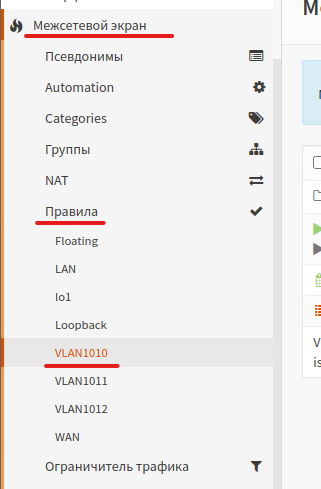 Межсетевой экран
Псевдонимы
Automation
Categories
Группы
NAT
Правила
Floating
LAN
lo1
Loopback
VLAN1010
VLAN1011
VLAN1012
WAN
Ограничитель трафика